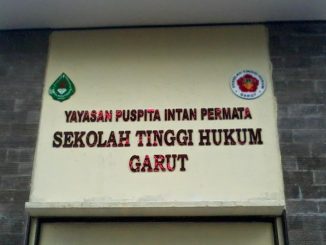 YAYASAN PUSPITA INTAN PERMATA
SEKOLAH TINGGI HUKUM
GARUT